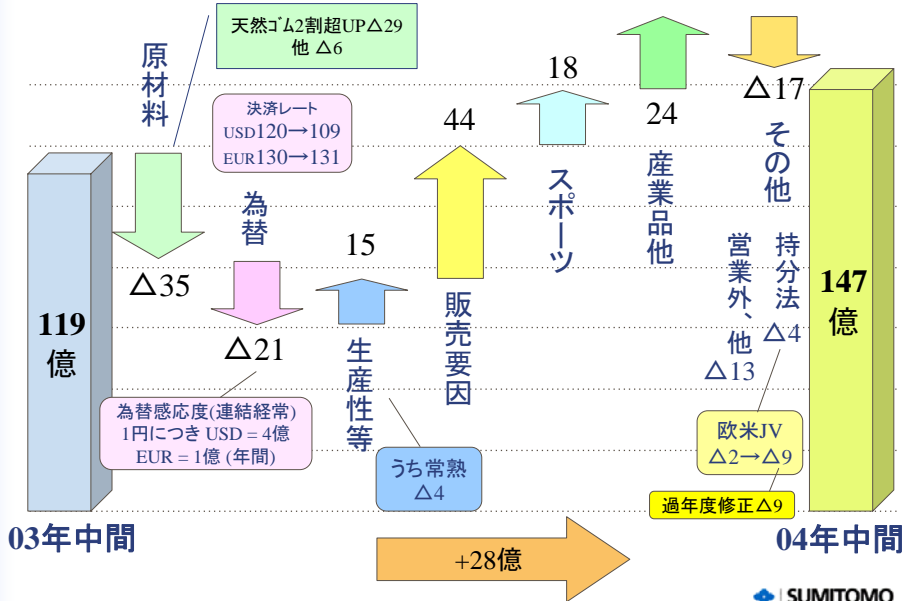 天然ゴム2割超UP△29
他 △6
原材料
決済レート
USD120→109
EUR130→131
為替
△35
△21
15
44
18
24
△17
生産性等
販売要因
スポーツ
産業品他
その他
持分法
△4
営業外、他
△13
119
億
147
億
為替感応度(連結経常)
1円につき USD = 4億
EUR = 1億 (年間)
うち常熟
△4
欧米JV
△2→△9
過年度修正△9
03年中間
04年中間
+28億
SUMITOMO